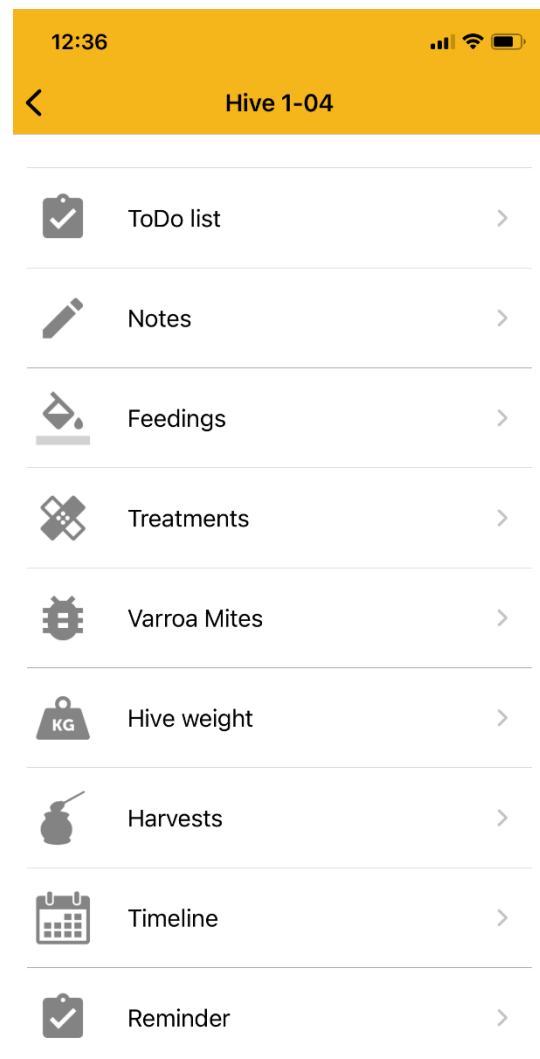 12:36
Hive 1-04
ToDo list
Notes
Feedings
Treatments
Varroa Mites
KG
Hive weight
Harvests
Timeline
Reminder